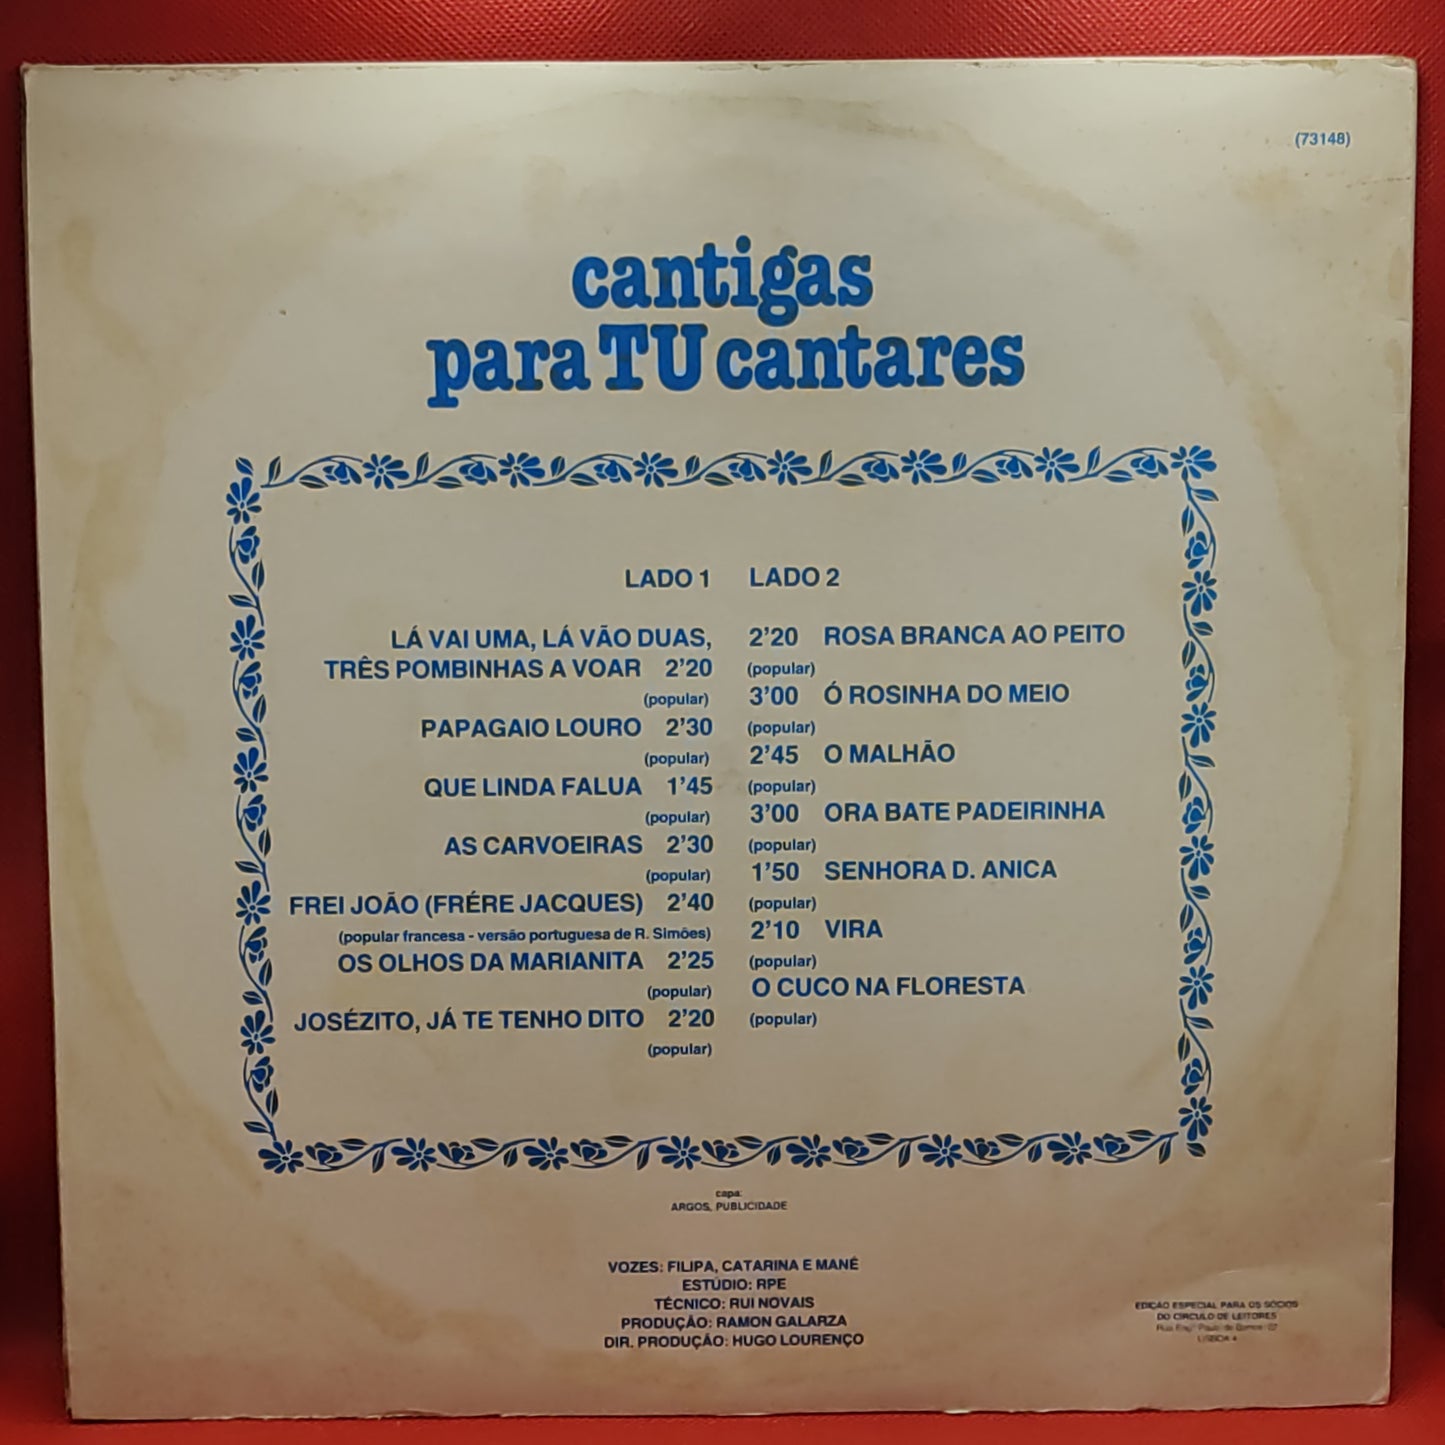 (73148)
cantigas
para TU cantares
LADO 1
LÁ VAI UMA, LÁ VÃO DUAS,
TRÊS POMBINHAS A VOAR 2'20
(popular)
PAPAGAIO LOURO 2'30
(popular)
QUE LINDA FALUA 1'45
(popular)
AS CARVOEIRAS 2'30
(popular)
FREI JOÃO (FRÉRE JACQUES) 2'40
(popular francesa - versão portuguesa de R. Simões)
OS OLHOS DA MARIANITA 2'25
(popular)
JOSÉZITO, JÁ TE TENHO DITO 2'20
(popular)
LADO 2
2'20 ROSA BRANCA AO PEITO
(popular)
3'00 Ó ROSINHA DO MEIO
(popular)
2'45 O MALHÃO
(popular)
3'00 ORA BATE PADEIRINHA
(popular)
1'50 SENHORA D. ANICA
(popular)
2'10 VIRA
(popular)
O CUCO NA FLORESTA
(popular)
capa:
ARGOS, PUBLICIDADE
VOZES: FILIPA, CATARINA E MANÉ
ESTÚDIO: RPE
TÉCNICO: RUI NOVAIS
PRODUÇÃO: RAMON GALARZA
DIR. PRODUÇÃO: HUGO LOURENÇO
EDIÇÃO ESPECIAL PARA OS SÓCIOS
DO CÍRCULO DE LEITORES
Rua Eng.º Paulo de Barros
LISBOA 4